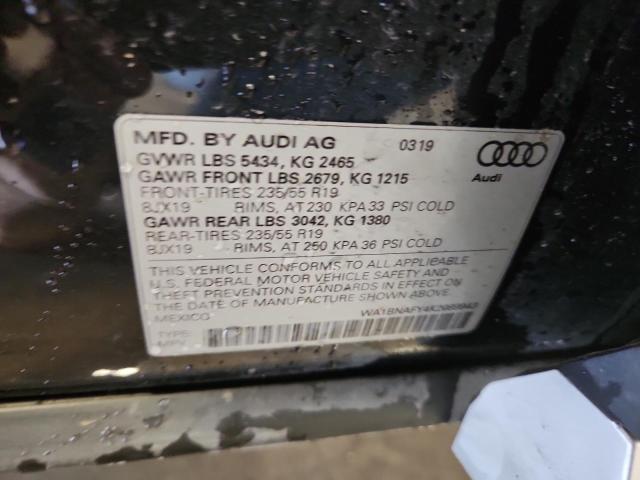 MFD. BY AUDI AG 0319
GVWR LBS 5434, KG 2465
GAWR FRONT LBS 2679, KG 1215
FRONT-TIRES 235/55 R19
8JX19 RIMS, AT 230 KPA 33 PSI COLD
GAWR REAR LBS 3042, KG 1380
REAR-TIRES 235/55 R19
8JX19 RIMS, AT 250 KPA 36 PSI COLD
THIS VEHICLE CONFORMS TO ALL APPLICABLE
U.S. FEDERAL MOTOR VEHICLE SAFETY AND
THEFT PREVENTION STANDARDS IN EFFECT ON
THE DATE OF MANUFACTURE SHOWN ABOVE
MEXICO
TYPE:
MPV
Audi